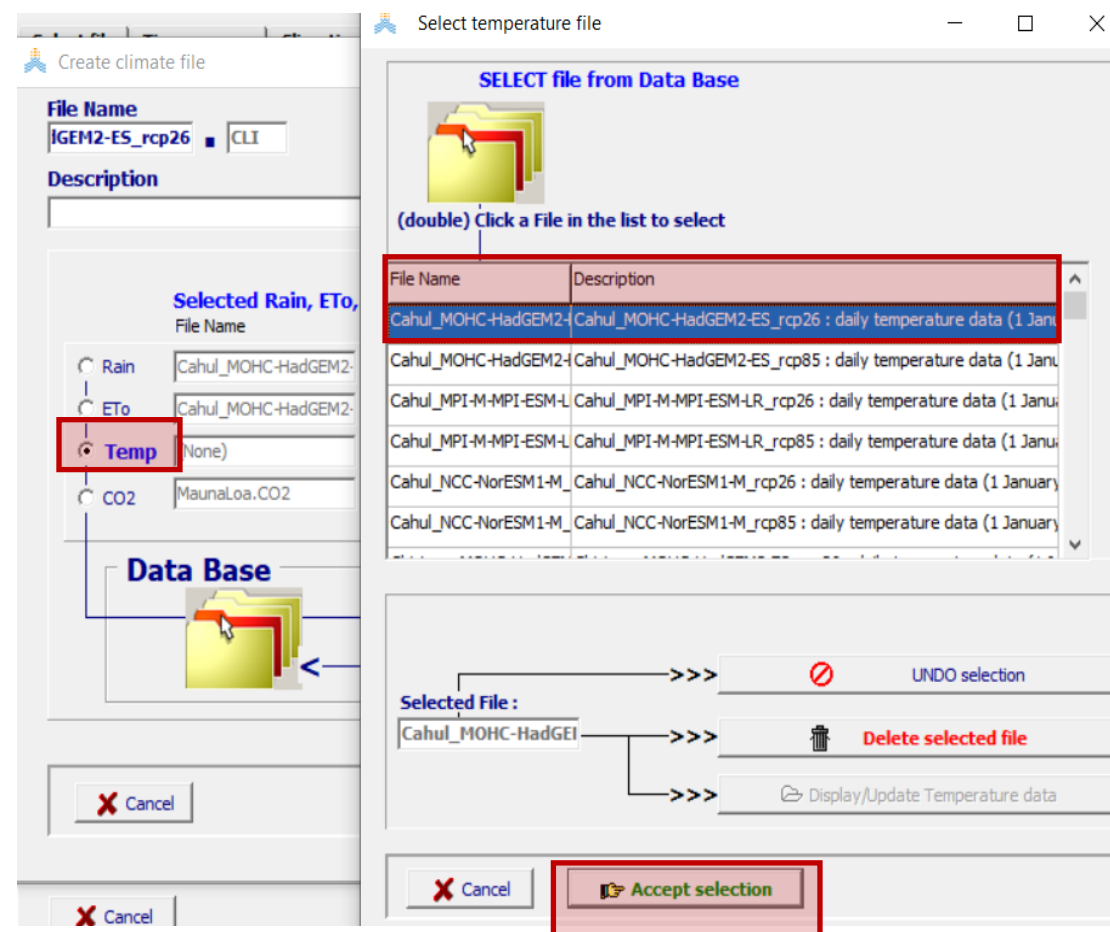 Select temperature file
Create climate file
File Name
IGEM2-ES_rcp26 . CLI
Description
Selected Rain, ETo,
File Name
Rain Cahul_MOHC-HadGEM2-
ETo Cahul_MOHC-HadGEM2-
Temp (None)
CO2 MaunaLoa.CO2
Data Base
<
Cancel
Cancel
SELECT file from Data Base
(double) Click a File in the list to select
File Name Description
Cahul_MOHC-HadGEM2- Cahul_MOHC-HadGEM2-ES_rcp26 : daily temperature data (1 Janu
Cahul_MOHC-HadGEM2- Cahul_MOHC-HadGEM2-ES_rcp85 : daily temperature data (1 Janu
Cahul_MPI-M-MPI-ESM-L Cahul_MPI-M-MPI-ESM-LR_rcp26 : daily temperature data (1 Janua
Cahul_MPI-M-MPI-ESM-L Cahul_MPI-M-MPI-ESM-LR_rcp85 : daily temperature data (1 Janua
Cahul_NCC-NorESM1-M_ Cahul_NCC-NorESM1-M_rcp26 : daily temperature data (1 January
Cahul_NCC-NorESM1-M_ Cahul_NCC-NorESM1-M_rcp85 : daily temperature data (1 January
>>> UNDO selection
Selected File :
Cahul_MOHC-HadGEI >>> Delete selected file
>>> Display/Update Temperature data
Cancel Accept selection